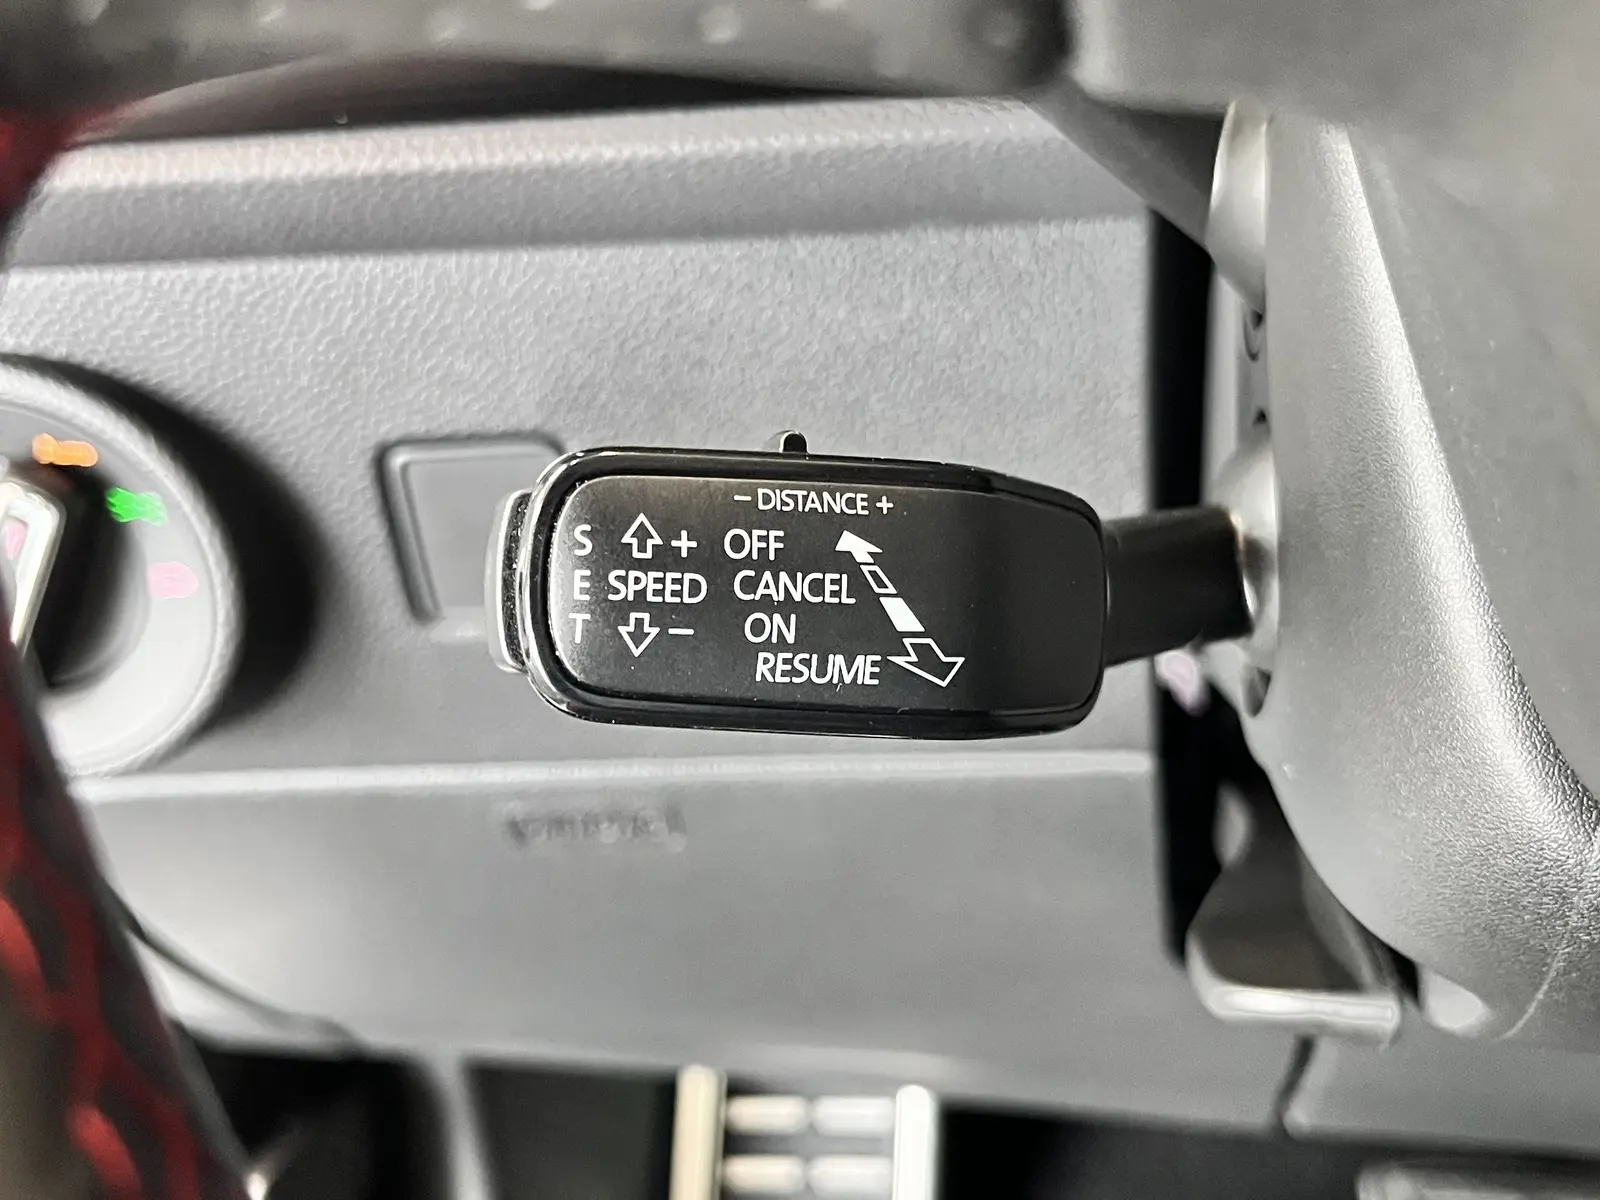 − DISTANCE +
S + OFF
E SPEED CANCEL
T − ON
RESUME